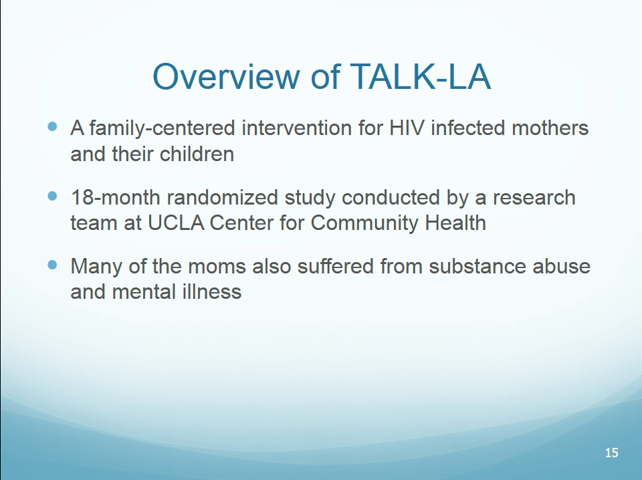 Overview of TALK-LA
A family-centered intervention for HIV infected mothers
and their children
18-month randomized study conducted by a research
team at UCLA Center for Community Health
Many of the moms also suffered from substance abuse
and mental illness
15